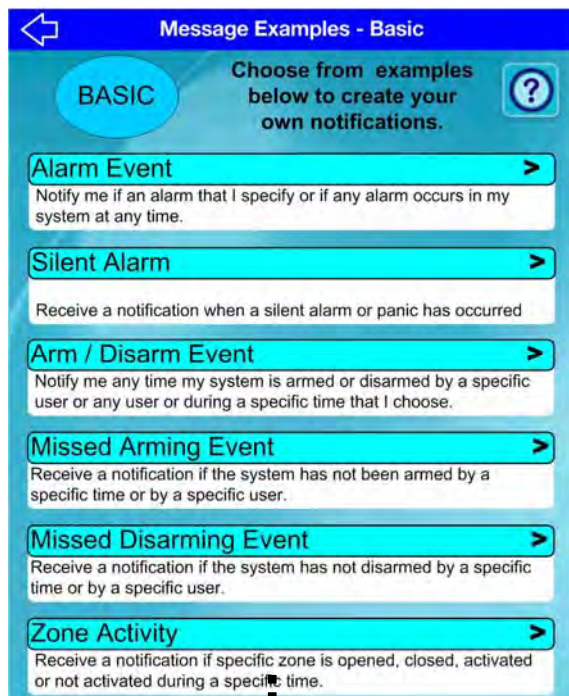 Message Examples - Basic
BASIC
Choose from examples
below to create your
own notifications.
?
Alarm Event >
Notify me if an alarm that I specify or if any alarm occurs in my
system at any time.
Silent Alarm >
Receive a notification when a silent alarm or panic has occurred
Arm / Disarm Event >
Notify me any time my system is armed or disarmed by a specific
user or any user or during a specific time that I choose.
Missed Arming Event >
Receive a notification if the system has not been armed by a
specific time or by a specific user.
Missed Disarming Event >
Receive a notification if the system has not disarmed by a specific
time or by a specific user.
Zone Activity >
Receive a notification if specific zone is opened, closed, activated
or not activated during a specific time.